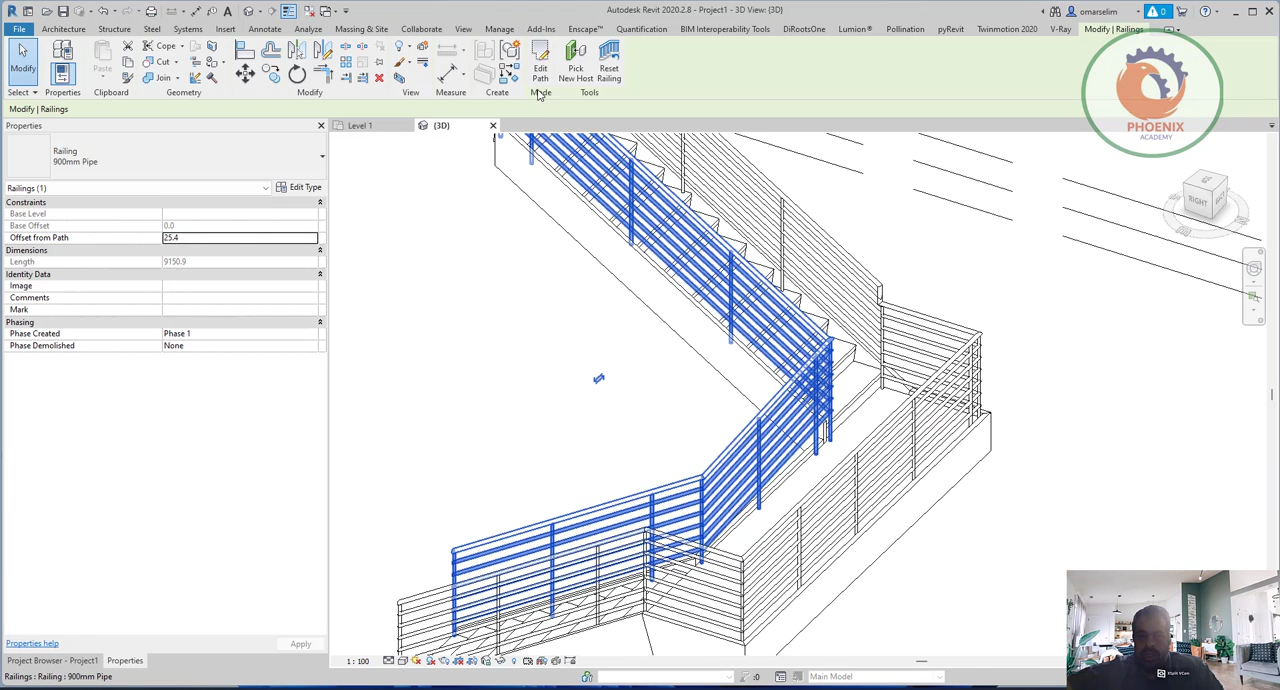 Autodesk Revit 2020.2.8 - Project1 - 3D View: {3D}
omarselim
0
File Architecture Structure Steel Systems Insert Annotate Analyze Massing & Site Collaborate View Manage Add-Ins Enscape™ Quantification BIM Interoperability Tools DiRootsOne Lumion® Pollination pyRevit Twinmotion 2020 V-Ray Modify | Railings
Modify
Paste
Cope
Cut
Join
Edit Path
Pick New Host
Reset Railing
Select Properties Clipboard Geometry Modify View Measure Create Mode Tools
Modify | Railings
Properties
Level 1
{3D}
Railing
900mm Pipe
Railings (1)
Edit Type
Constraints
Base Level
Base Offset 0.0
Offset from Path 25.4
Dimensions
Length 9150.9
Identity Data
Image
Comments
Mark
Phasing
Phase Created Phase 1
Phase Demolished None
RIGHT
PHOENIX
ACADEMY
Properties help
Apply
Project Browser - Project1 Properties
1 : 100
Railings : Railing : 900mm Pipe
:0
Main Model
XSplit VCam